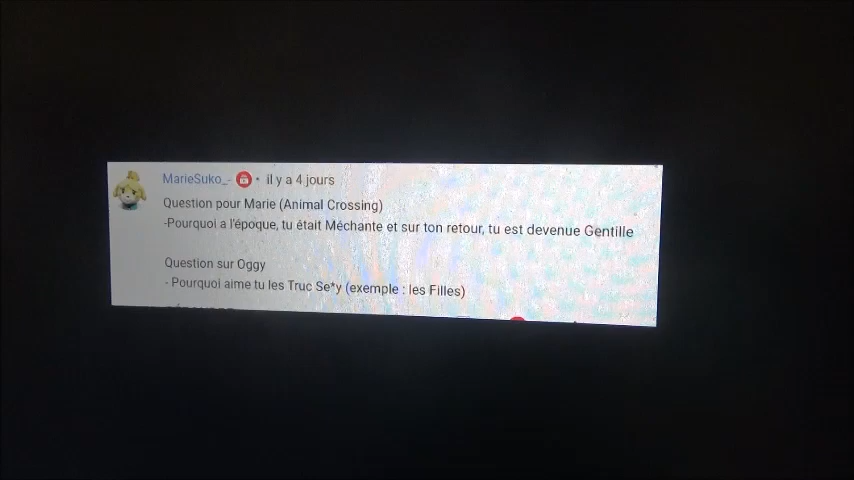 MarieSuko_- • il y a 4 jours
Question pour Marie (Animal Crossing)
-Pourquoi a l'époque, tu était Méchante et sur ton retour, tu est devenue Gentille
Question sur Oggy
- Pourquoi aime tu les Truc Se*y (exemple : les Filles)